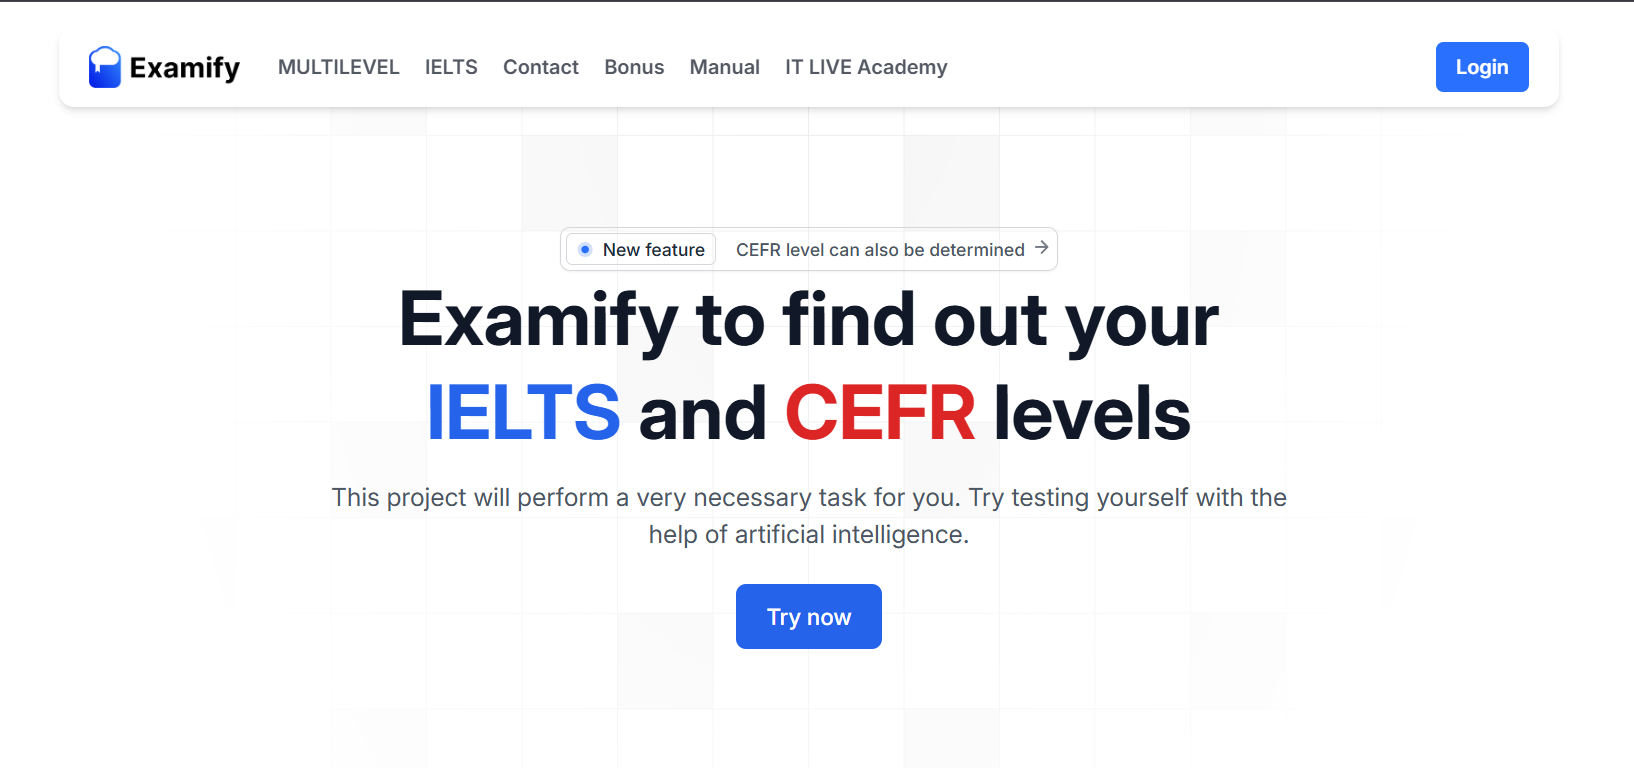 Examify MULTILEVEL IELTS Contact Bonus Manual IT LIVE Academy Login
New feature CEFR level can also be determined →
Examify to find out your
IELTS and CEFR levels
This project will perform a very necessary task for you. Try testing yourself with the
help of artificial intelligence.
Try now